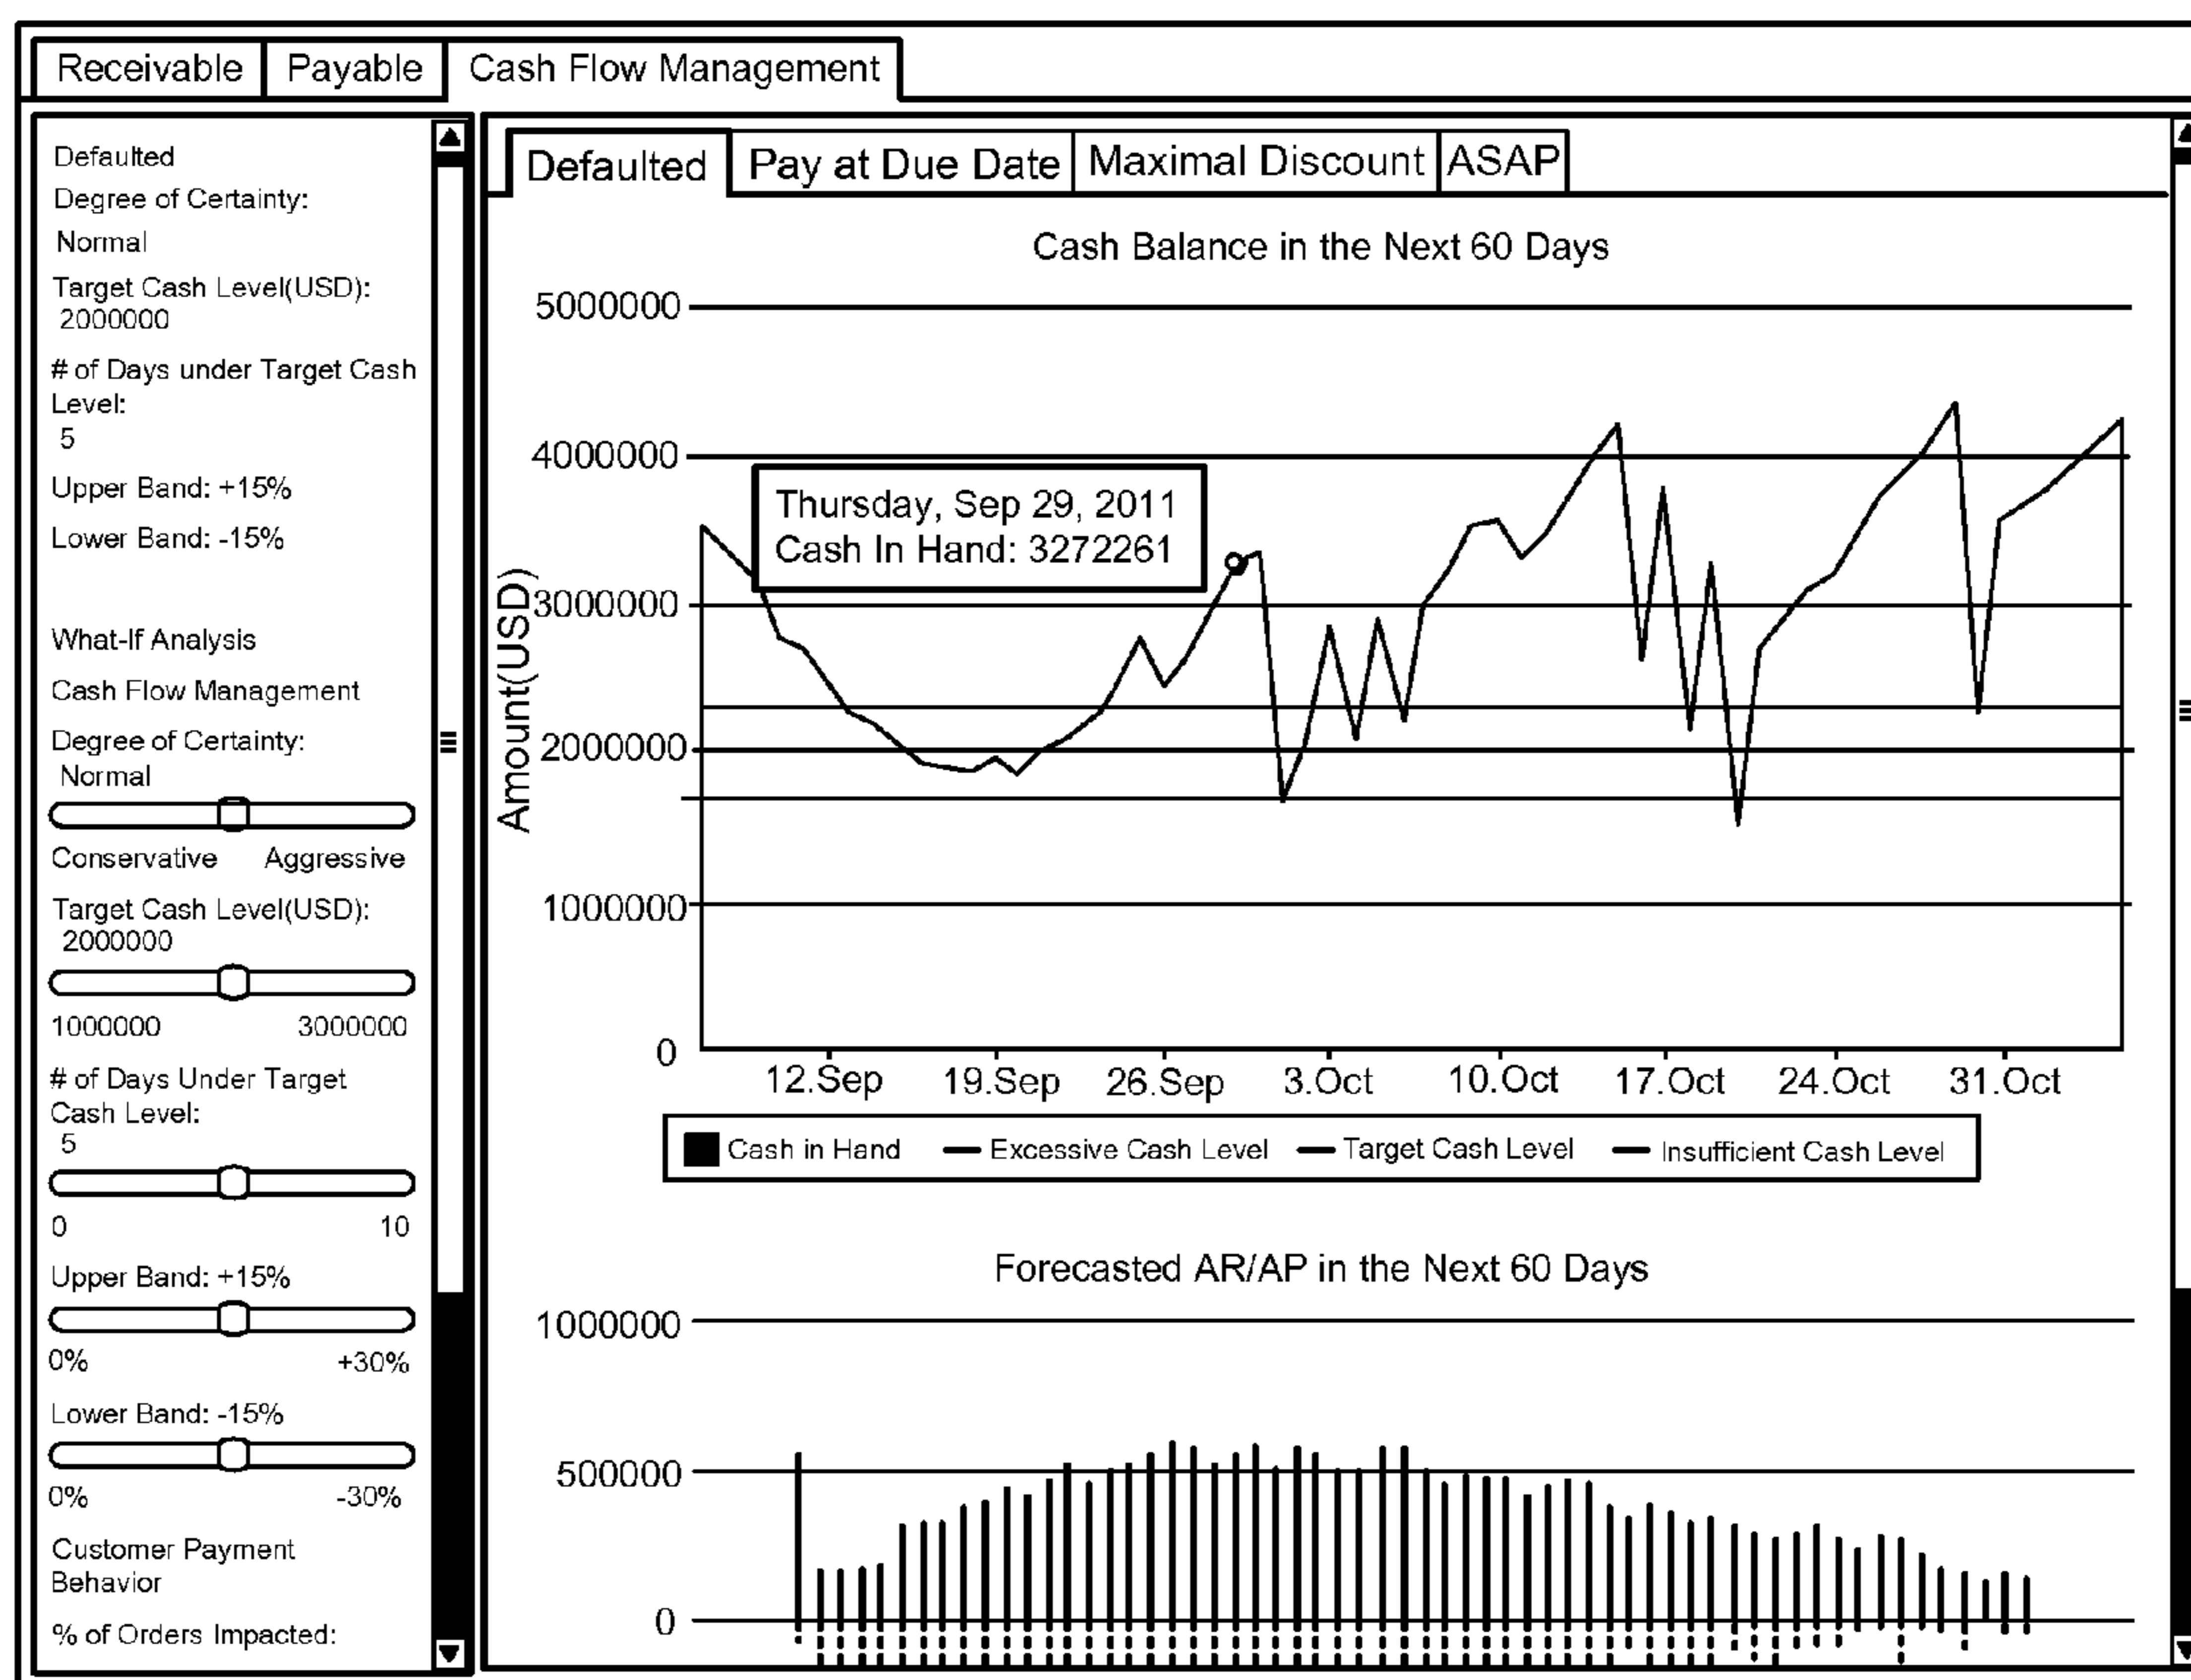 Receivable
Payable
Cash Flow Management
Defaulted
Degree of Certainty:
Normal
Target Cash Level(USD):
2000000
# of Days under Target Cash
Level:
5
Upper Band: +15%
Lower Band: -15%
What-If Analysis
Cash Flow Management
Degree of Certainty:
Normal
Conservative
Aggressive
Target Cash Level(USD):
2000000
1000000
3000000
# of Days Under Target
Cash Level:
5
0
10
Upper Band: +15%
0%
+30%
Lower Band: -15%
0%
-30%
Customer Payment
Behavior
% of Orders Impacted:
Defaulted
Pay at Due Date
Maximal Discount
ASAP
Cash Balance in the Next 60 Days
Amount(USD)
5000000
4000000
3000000
2000000
1000000
0
Thursday, Sep 29, 2011
Cash In Hand: 3272261
12.Sep
19.Sep
26.Sep
3.Oct
10.Oct
17.Oct
24.Oct
31.Oct
Cash in Hand
Excessive Cash Level
Target Cash Level
Insufficient Cash Level
Forecasted AR/AP in the Next 60 Days
1000000
500000
0